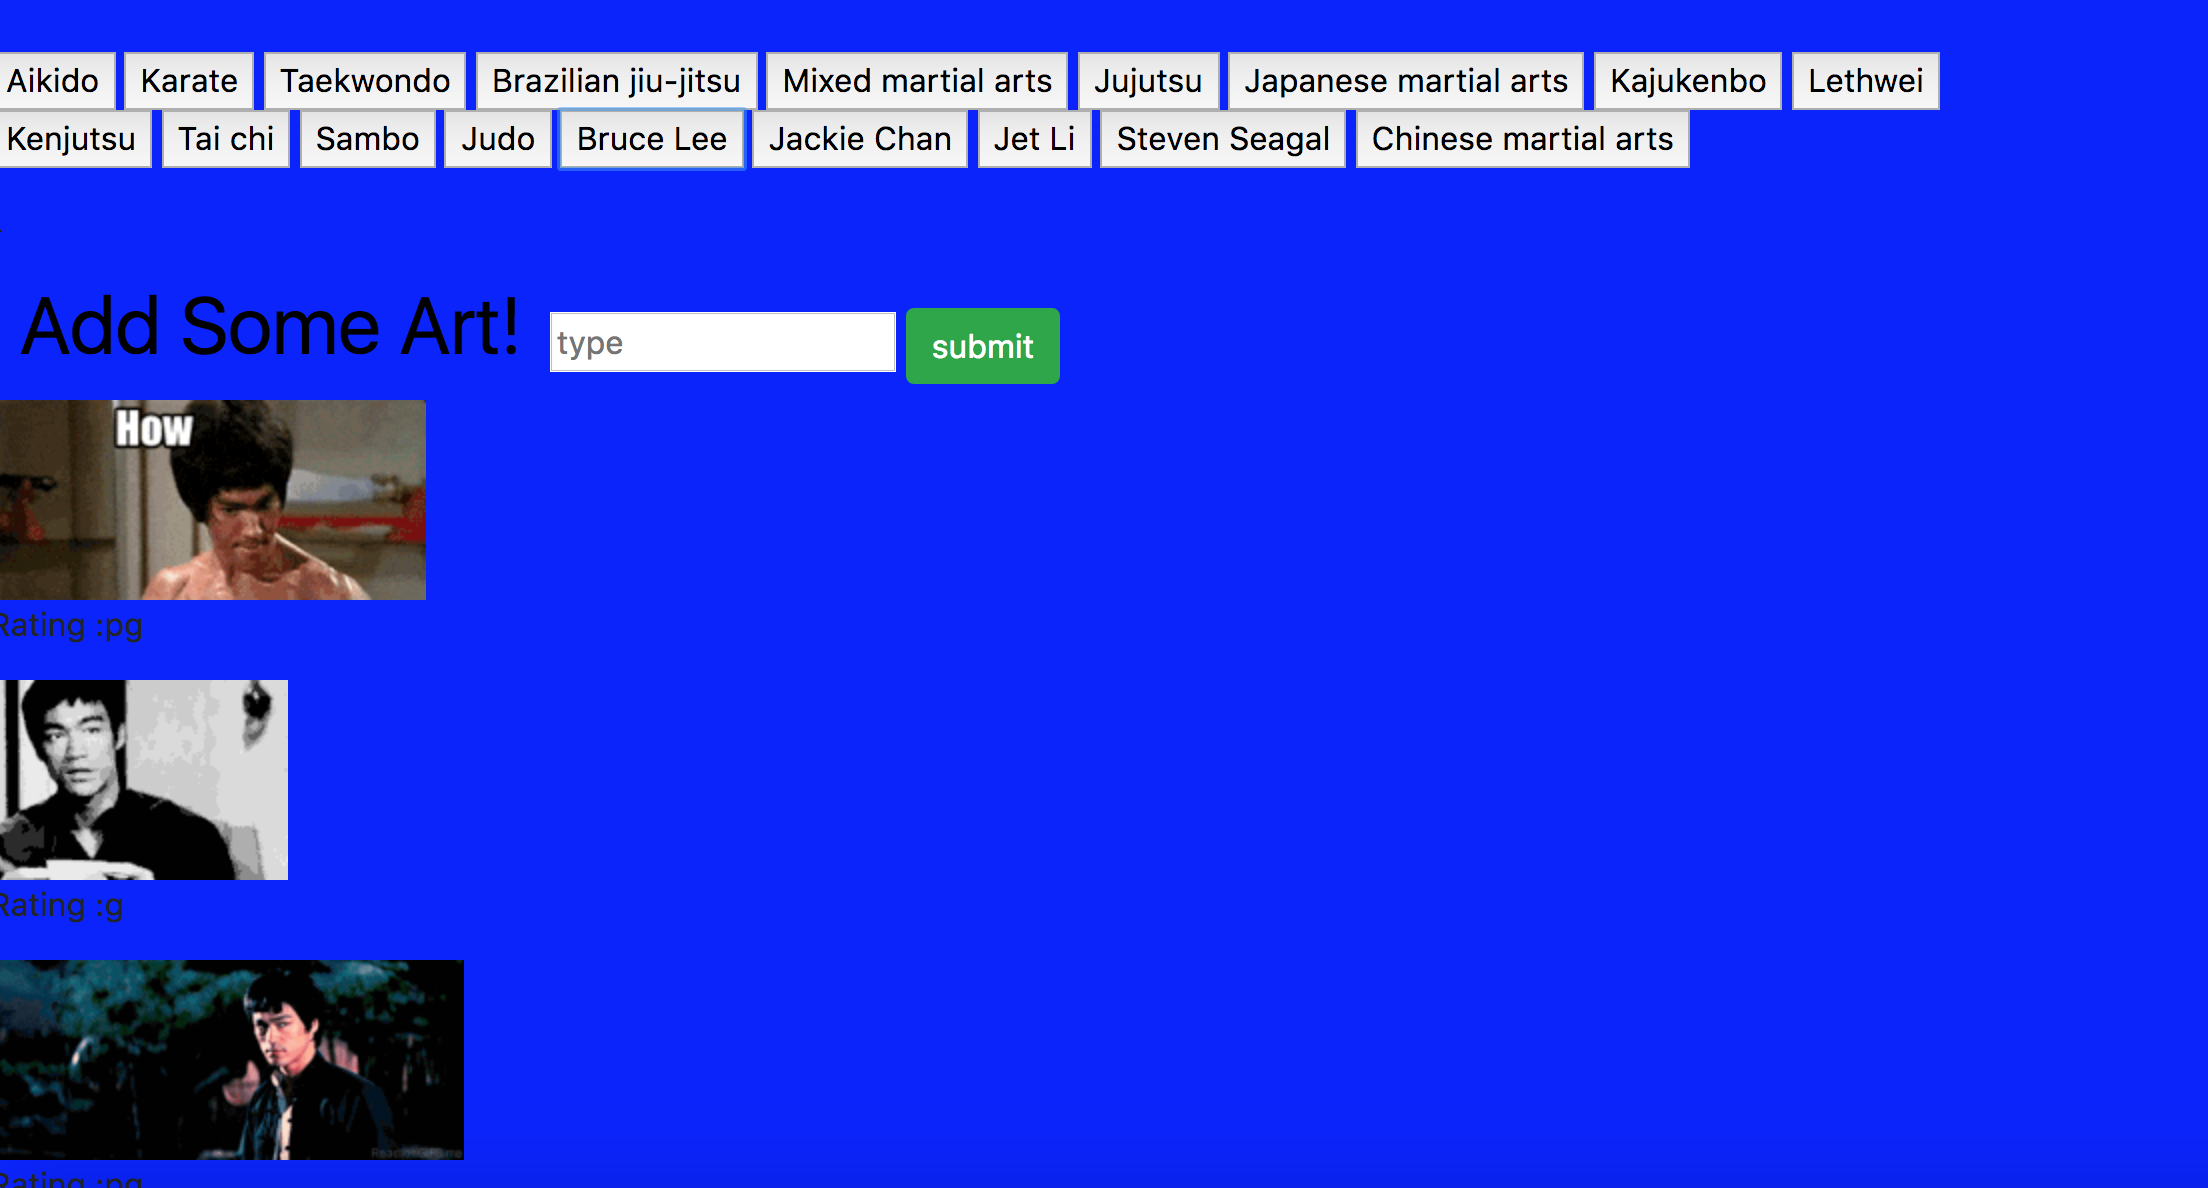 Aikido Karate Taekwondo Brazilian jiu-jitsu Mixed martial arts Jujutsu Japanese martial arts Kajukenbo Lethwei
Kenjutsu Tai chi Sambo Judo Bruce Lee Jackie Chan Jet Li Steven Seagal Chinese martial arts
Add Some Art! type submit
How
Rating :pg
Rating :g
Rating :pg